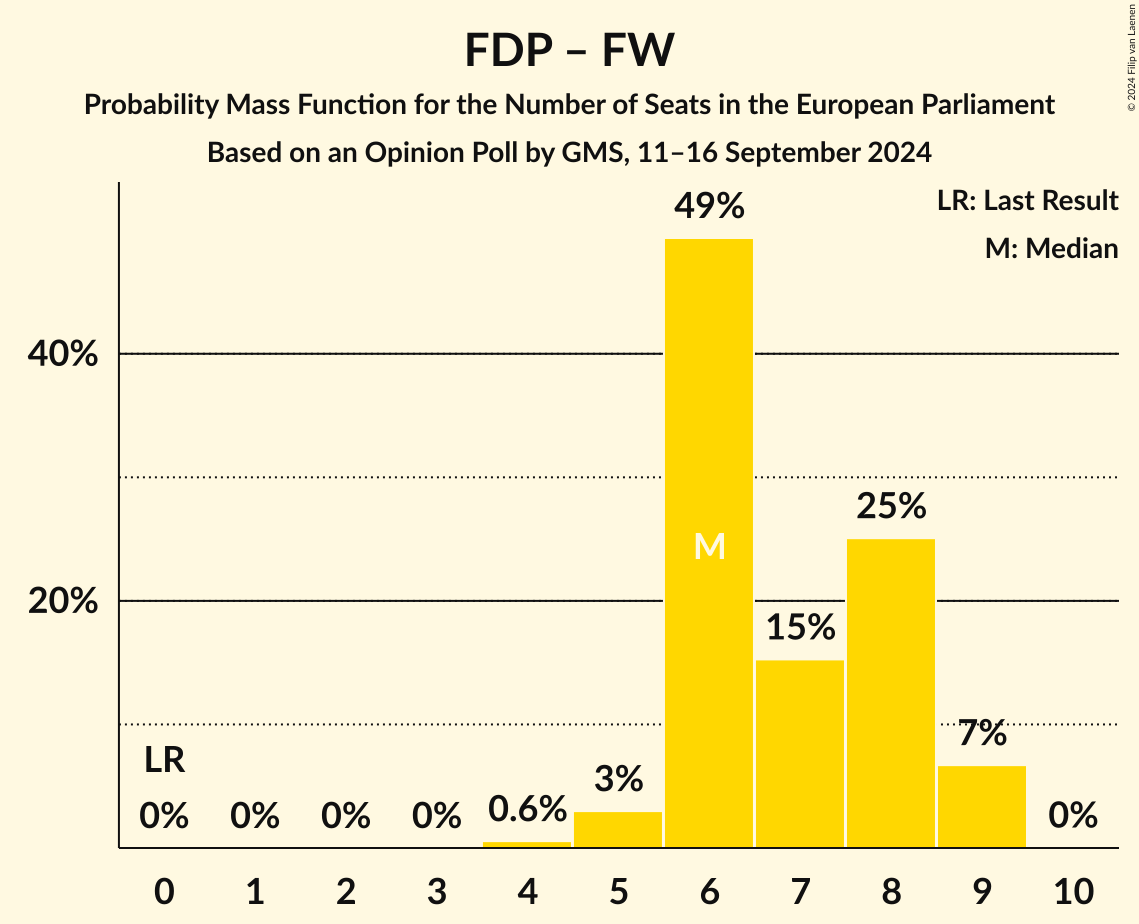 FDP – FW
Probability Mass Function for the Number of Seats in the European Parliament
Based on an Opinion Poll by GMS, 11–16 September 2024
© 2024 Filip van Laenen
LR: Last Result
M: Median
49%
40%
25%
M
20%
15%
7%
LR
3%
0.6%
0% 0% 0% 0% 0%
0 1 2 3 4 5 6 7 8 9 10